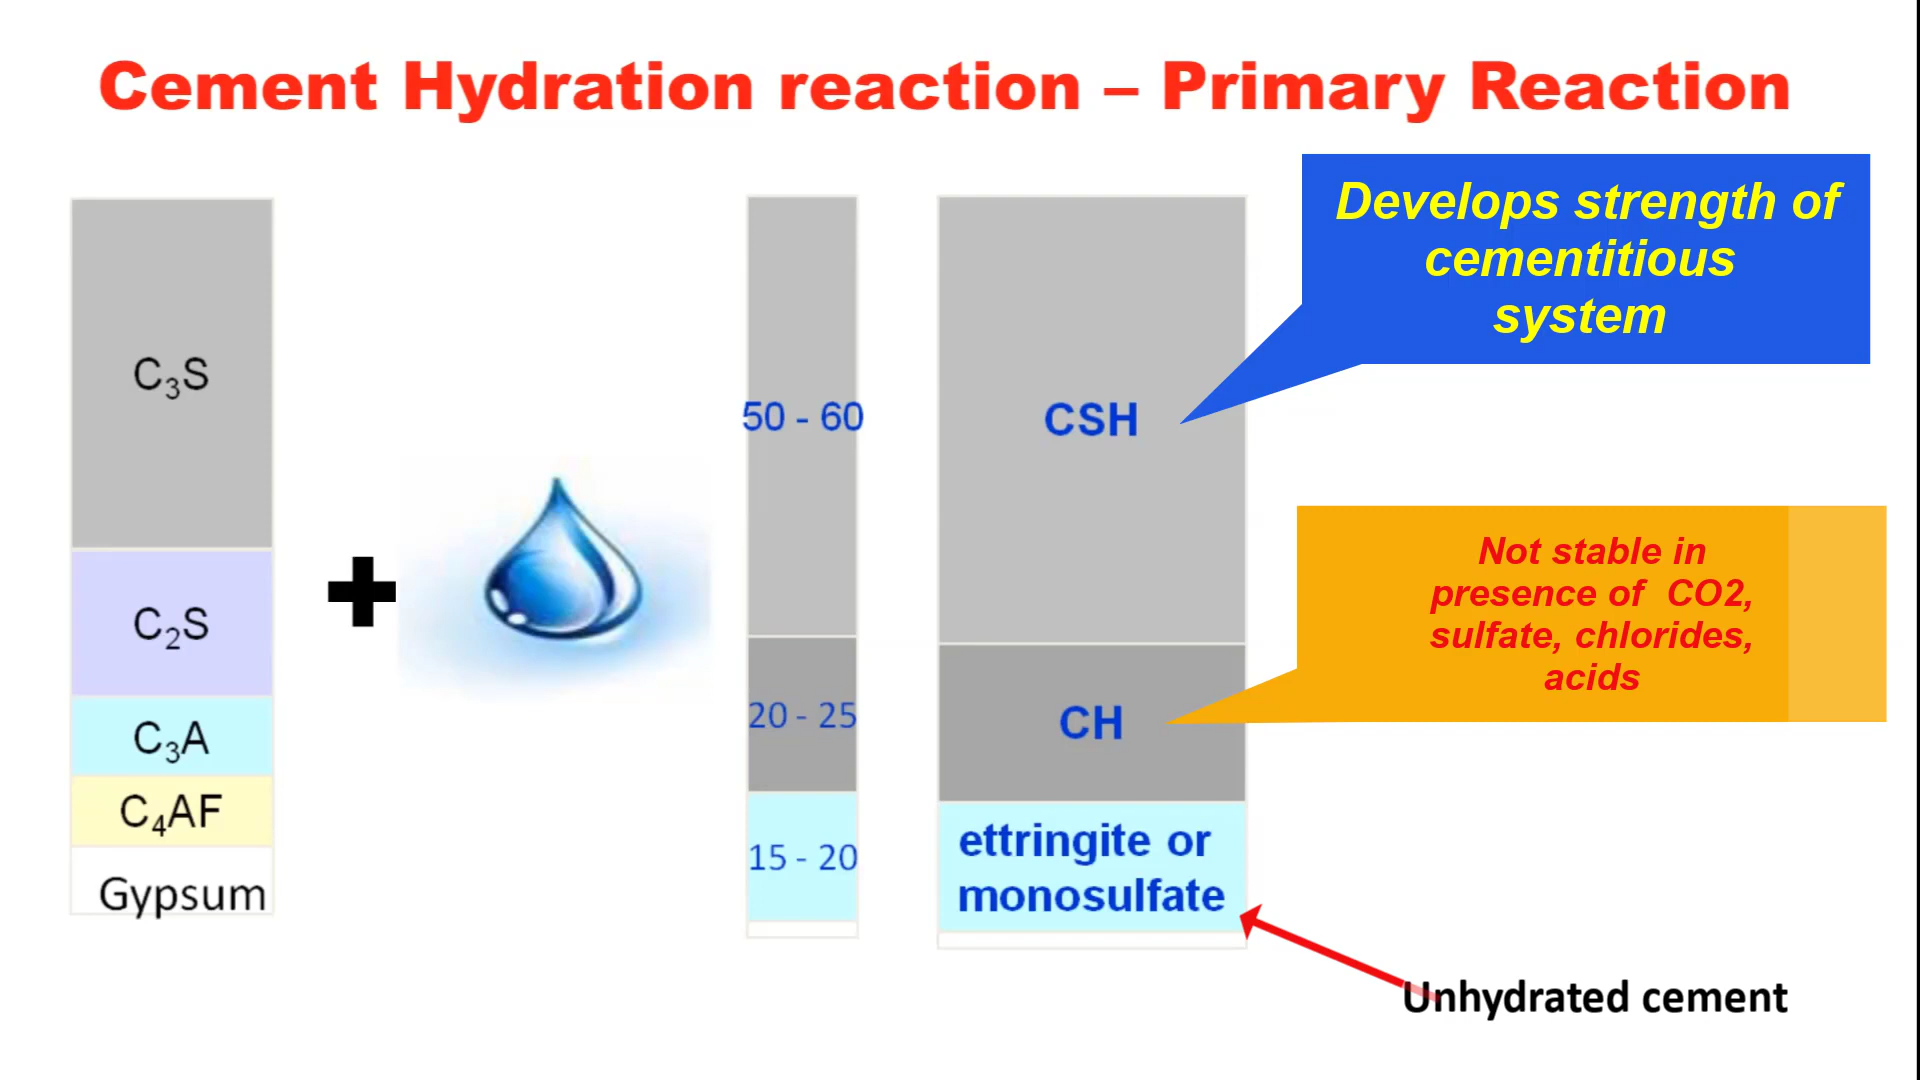 Cement Hydration reaction – Primary Reaction
C₃S
C₂S
C₃A
C₄AF
Gypsum
50 - 60
20 - 25
15 - 20
CSH
CH
ettringite or
monosulfate
Develops strength of
cementitious
system
Not stable in
presence of CO2,
sulfate, chlorides,
acids
Unhydrated cement